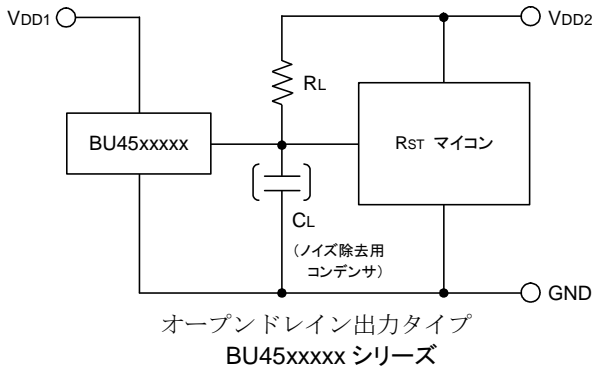 VDD1
VDD2
RL
BU45xxxxx
RST マイコン
CL
(ノイズ除去用
コンデンサ)
GND
オープンドレイン出力タイプ
BU45xxxxx シリーズ